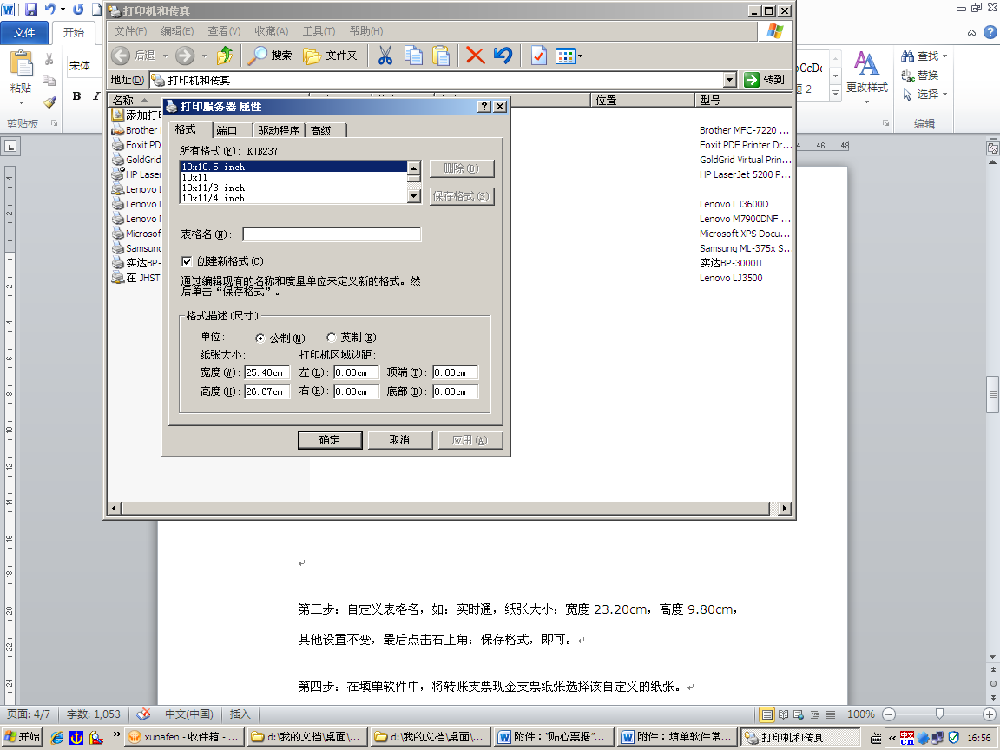 打印机和传真
文件
开始
文件(F) 编辑(E) 查看(V) 收藏(A) 工具(T) 帮助(H)
后退 搜索 文件夹
地址(D) 打印机和传真 转到
粘贴
宋体
B I
剪贴板
更改样式
查找
替换
选择
编辑
名称 位置 型号
添加打印
Brother Brother MFC-7220 ...
Foxit PD Foxit PDF Printer Dr...
GoldGrid GoldGrid Virtual Prin...
HP Laser HP LaserJet 5200 P...
Lenovo L
Lenovo L Lenovo LJ3600D
Lenovo M Lenovo M7900DNF ...
Microsof Microsoft XPS Docu...
Samsung Samsung ML-375x S...
实达BP- 实达BP-3000II
在 JHST Lenovo LJ3500
打印服务器 属性
格式 端口 驱动程序 高级
所有格式(F): KJB237
10x10.5 inch
10x11
10x11/3 inch
10x11/4 inch
删除(D)
保存格式(S)
表格名(N):
创建新格式(C)
通过编辑现有的名称和度量单位来定义新的格式。然
后单击“保存格式”。
格式描述(尺寸)
单位: 公制(M) 英制(E)
纸张大小: 打印机区域边距:
宽度(W): 25.40cm 左(L): 0.00cm 顶端(T): 0.00cm
高度(H): 26.67cm 右(R): 0.00cm 底部(B): 0.00cm
确定 取消 应用(A)
第三步：自定义表格名，如：实时通，纸张大小：宽度 23.20cm，高度 9.80cm，
其他设置不变，最后点击右上角：保存格式，即可。
第四步：在填单软件中，将转账支票现金支票纸张选择该自定义的纸张。
页面: 4/7 字数: 1,053 中文(中国) 插入 100%
开始 xunafen - 收件箱 - ... d:\我的文档\桌面\... d:\我的文档\桌面\... 附件：“贴心票据”... 附件：填单软件常... 打印机和传真 16:56